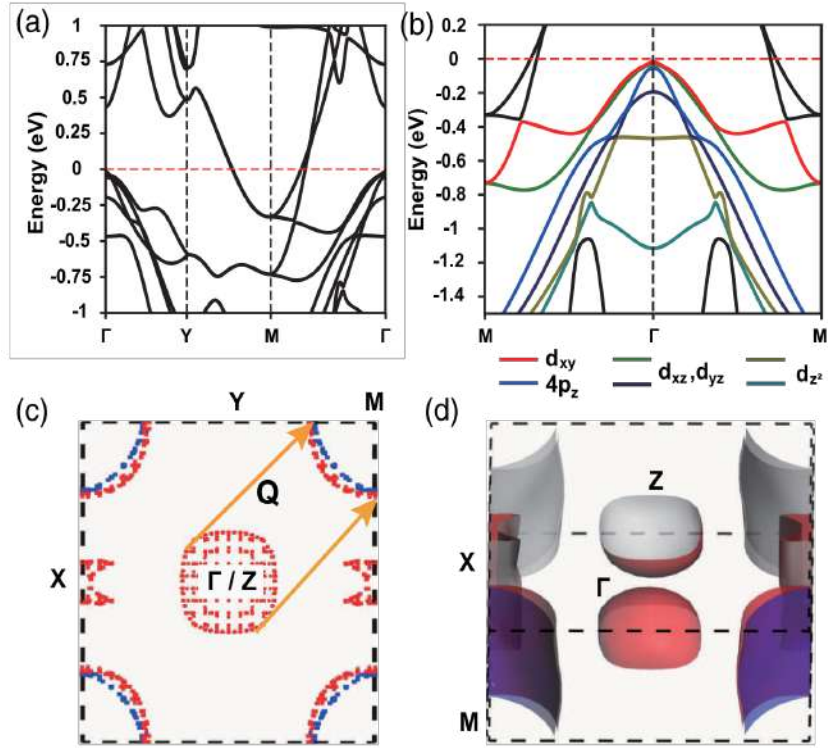 (a)
Energy (eV)
1
0.75
0.5
0.25
0
-0.25
-0.5
-0.75
-1
Γ Y M Γ
(b)
Energy (eV)
0.2
0
-0.2
-0.4
-0.6
-0.8
-1
-1.2
-1.4
M Γ M
dxy dxz,dyz dz²
4pz
(c)
Y M
Q
X Γ / Z
(d)
Z
X
Γ
M